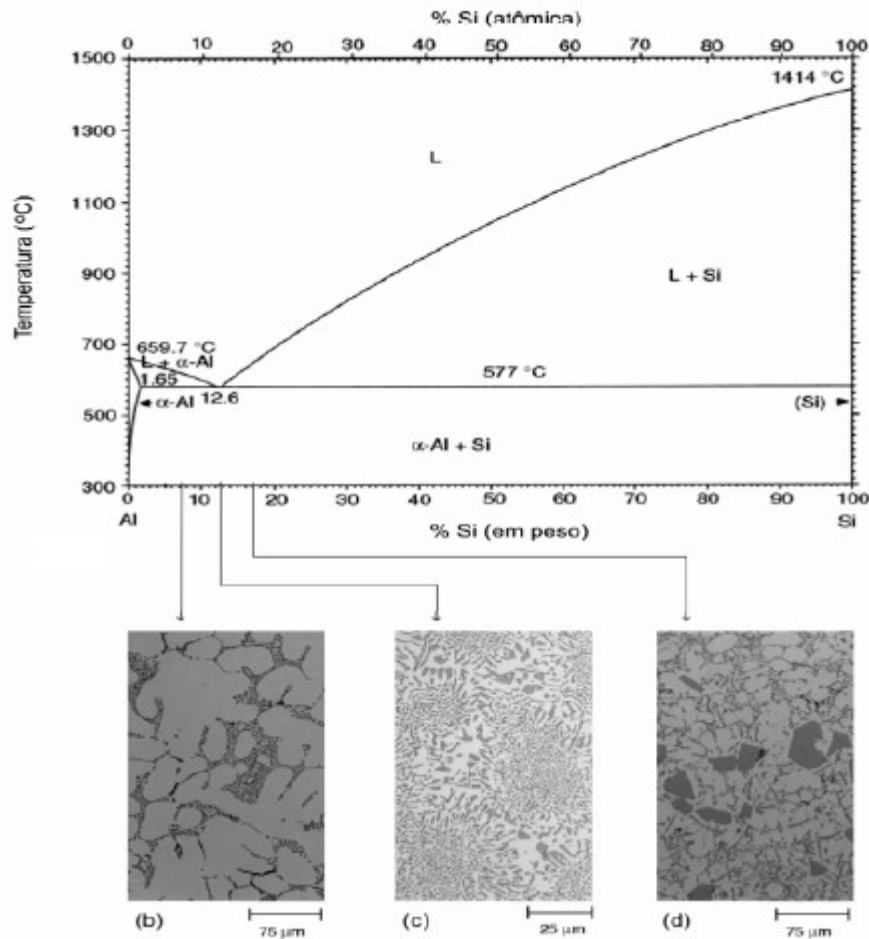 % Si (atômica)
0 10 20 30 40 50 60 70 80 90 100
1500
1414 °C
1300
L
1100
Temperatura (°C)
L + Si
900
700
659.7 °C
L + α-Al
1.65
577 °C
12.6
α-Al
(Si)
500
α-Al + Si
300
0 10 20 30 40 50 60 70 80 90 100
Al
% Si (em peso)
Si
(b) 75 μm
(c) 25 μm
(d) 75 μm